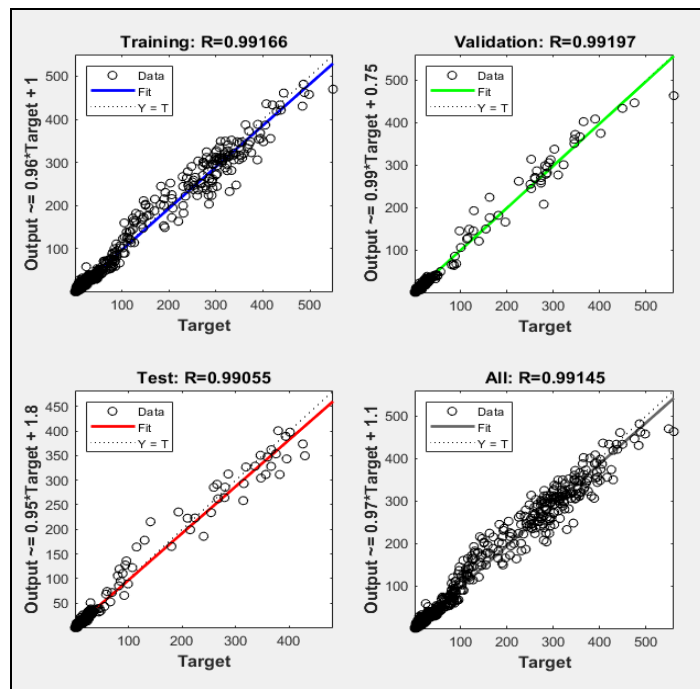 Training: R=0.99166
Output ~= 0.96*Target + 1
500
400
300
200
100
Data
Fit
Y = T
100 200 300 400 500
Target
Validation: R=0.99197
Output ~= 0.99*Target + 0.75
500
400
300
200
100
Data
Fit
Y = T
100 200 300 400 500
Target
Test: R=0.99055
Output ~= 0.95*Target + 1.8
450
400
350
300
250
200
150
100
50
Data
Fit
Y = T
100 200 300 400
Target
All: R=0.99145
Output ~= 0.97*Target + 1.1
500
400
300
200
100
Data
Fit
Y = T
100 200 300 400 500
Target